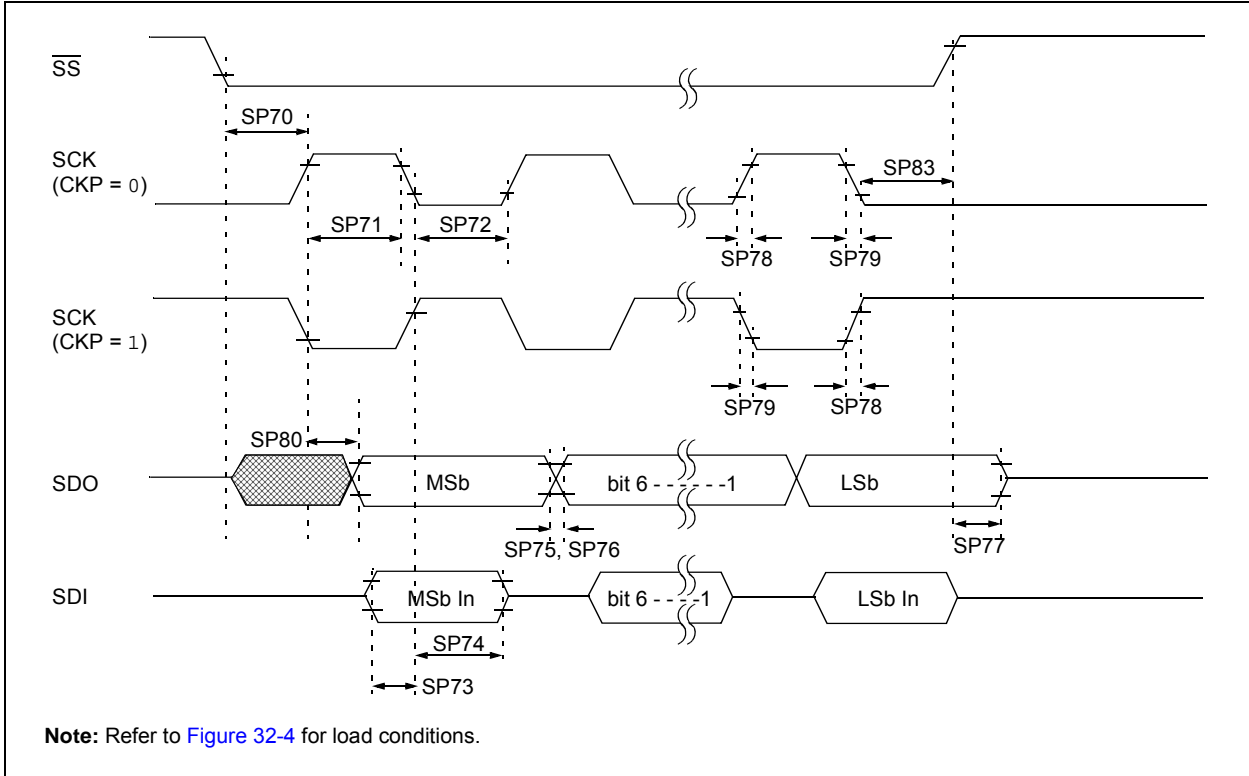 SS
SP70
SCK
(CKP = 0)
SP83
SP71
SP72
SP78
SP79
SCK
(CKP = 1)
SP79
SP78
SP80
SDO
MSb
bit 6 - - - - - - -1
LSb
SP75, SP76
SP77
SDI
MSb In
bit 6 - - - - -1
LSb In
SP74
SP73
Note: Refer to Figure 32-4 for load conditions.